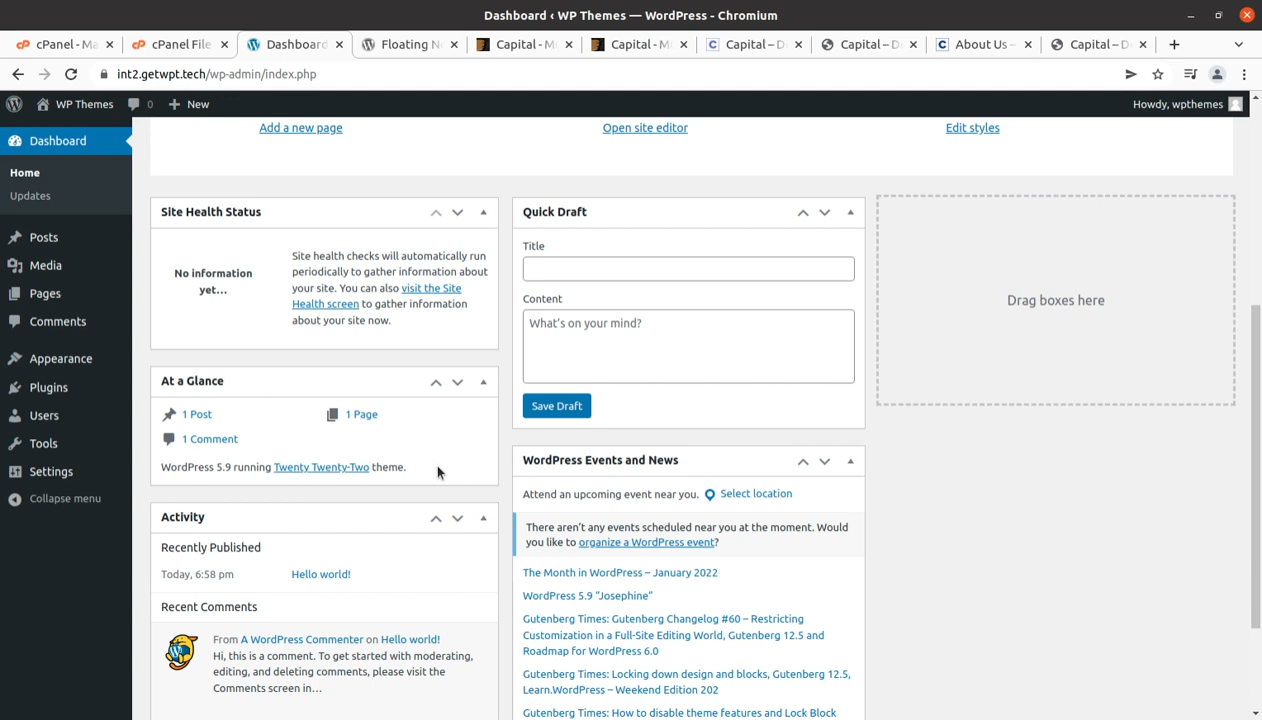 Dashboard ‹ WP Themes — WordPress - Chromium
cPanel - Ma
cPanel File
Dashboard
Floating N
Capital - M
Capital - M
Capital – D
Capital – D
About Us –
Capital – D
int2.getwpt.tech/wp-admin/index.php
WP Themes
0
New
Howdy, wpthemes
Dashboard
Home
Updates
Posts
Media
Pages
Comments
Appearance
Plugins
Users
Tools
Settings
Collapse menu
Add a new page
Open site editor
Edit styles
Site Health Status
No information
yet...
Site health checks will automatically run
periodically to gather information about
your site. You can also visit the Site
Health screen to gather information
about your site now.
At a Glance
1 Post
1 Page
1 Comment
WordPress 5.9 running Twenty Twenty-Two theme.
Activity
Recently Published
Today, 6:58 pm
Hello world!
Recent Comments
From A WordPress Commenter on Hello world!
Hi, this is a comment. To get started with moderating,
editing, and deleting comments, please visit the
Comments screen in…
Quick Draft
Title
Content
What's on your mind?
Save Draft
WordPress Events and News
Attend an upcoming event near you.
Select location
There aren't any events scheduled near you at the moment. Would
you like to organize a WordPress event?
The Month in WordPress – January 2022
WordPress 5.9 "Josephine"
Gutenberg Times: Gutenberg Changelog #60 – Restricting
Customization in a Full-Site Editing World, Gutenberg 12.5 and
Roadmap for WordPress 6.0
Gutenberg Times: Locking down design and blocks, Gutenberg 12.5,
Learn.WordPress – Weekend Edition 202
Gutenberg Times: How to disable theme features and Lock Block
Drag boxes here